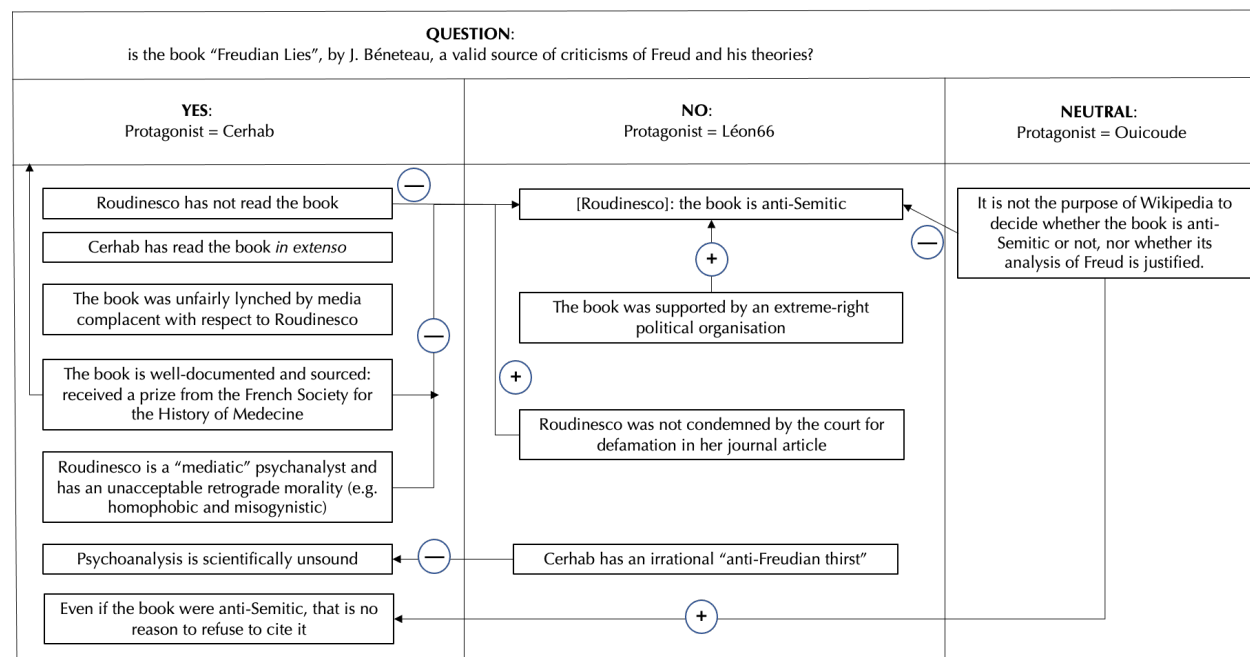 QUESTION:
is the book “Freudian Lies”, by J. Béneteau, a valid source of criticisms of Freud and his theories?
YES:
Protagonist = Cerhab
NO:
Protagonist = Léon66
NEUTRAL:
Protagonist = Ouicoude
Roudinesco has not read the book
Cerhab has read the book in extenso
The book was unfairly lynched by media
complacent with respect to Roudinesco
The book is well-documented and sourced:
received a prize from the French Society for
the History of Medecine
Roudinesco is a “mediatic” psychanalyst and
has an unacceptable retrograde morality (e.g.
homophobic and misogynistic)
Psychoanalysis is scientifically unsound
Even if the book were anti-Semitic, that is no
reason to refuse to cite it
—
—
—
[Roudinesco]: the book is anti-Semitic
+
The book was supported by an extreme-right
political organisation
+
Roudinesco was not condemned by the court for
defamation in her journal article
Cerhab has an irrational “anti-Freudian thirst”
+
—
It is not the purpose of Wikipedia to
decide whether the book is anti-
Semitic or not, nor whether its
analysis of Freud is justified.